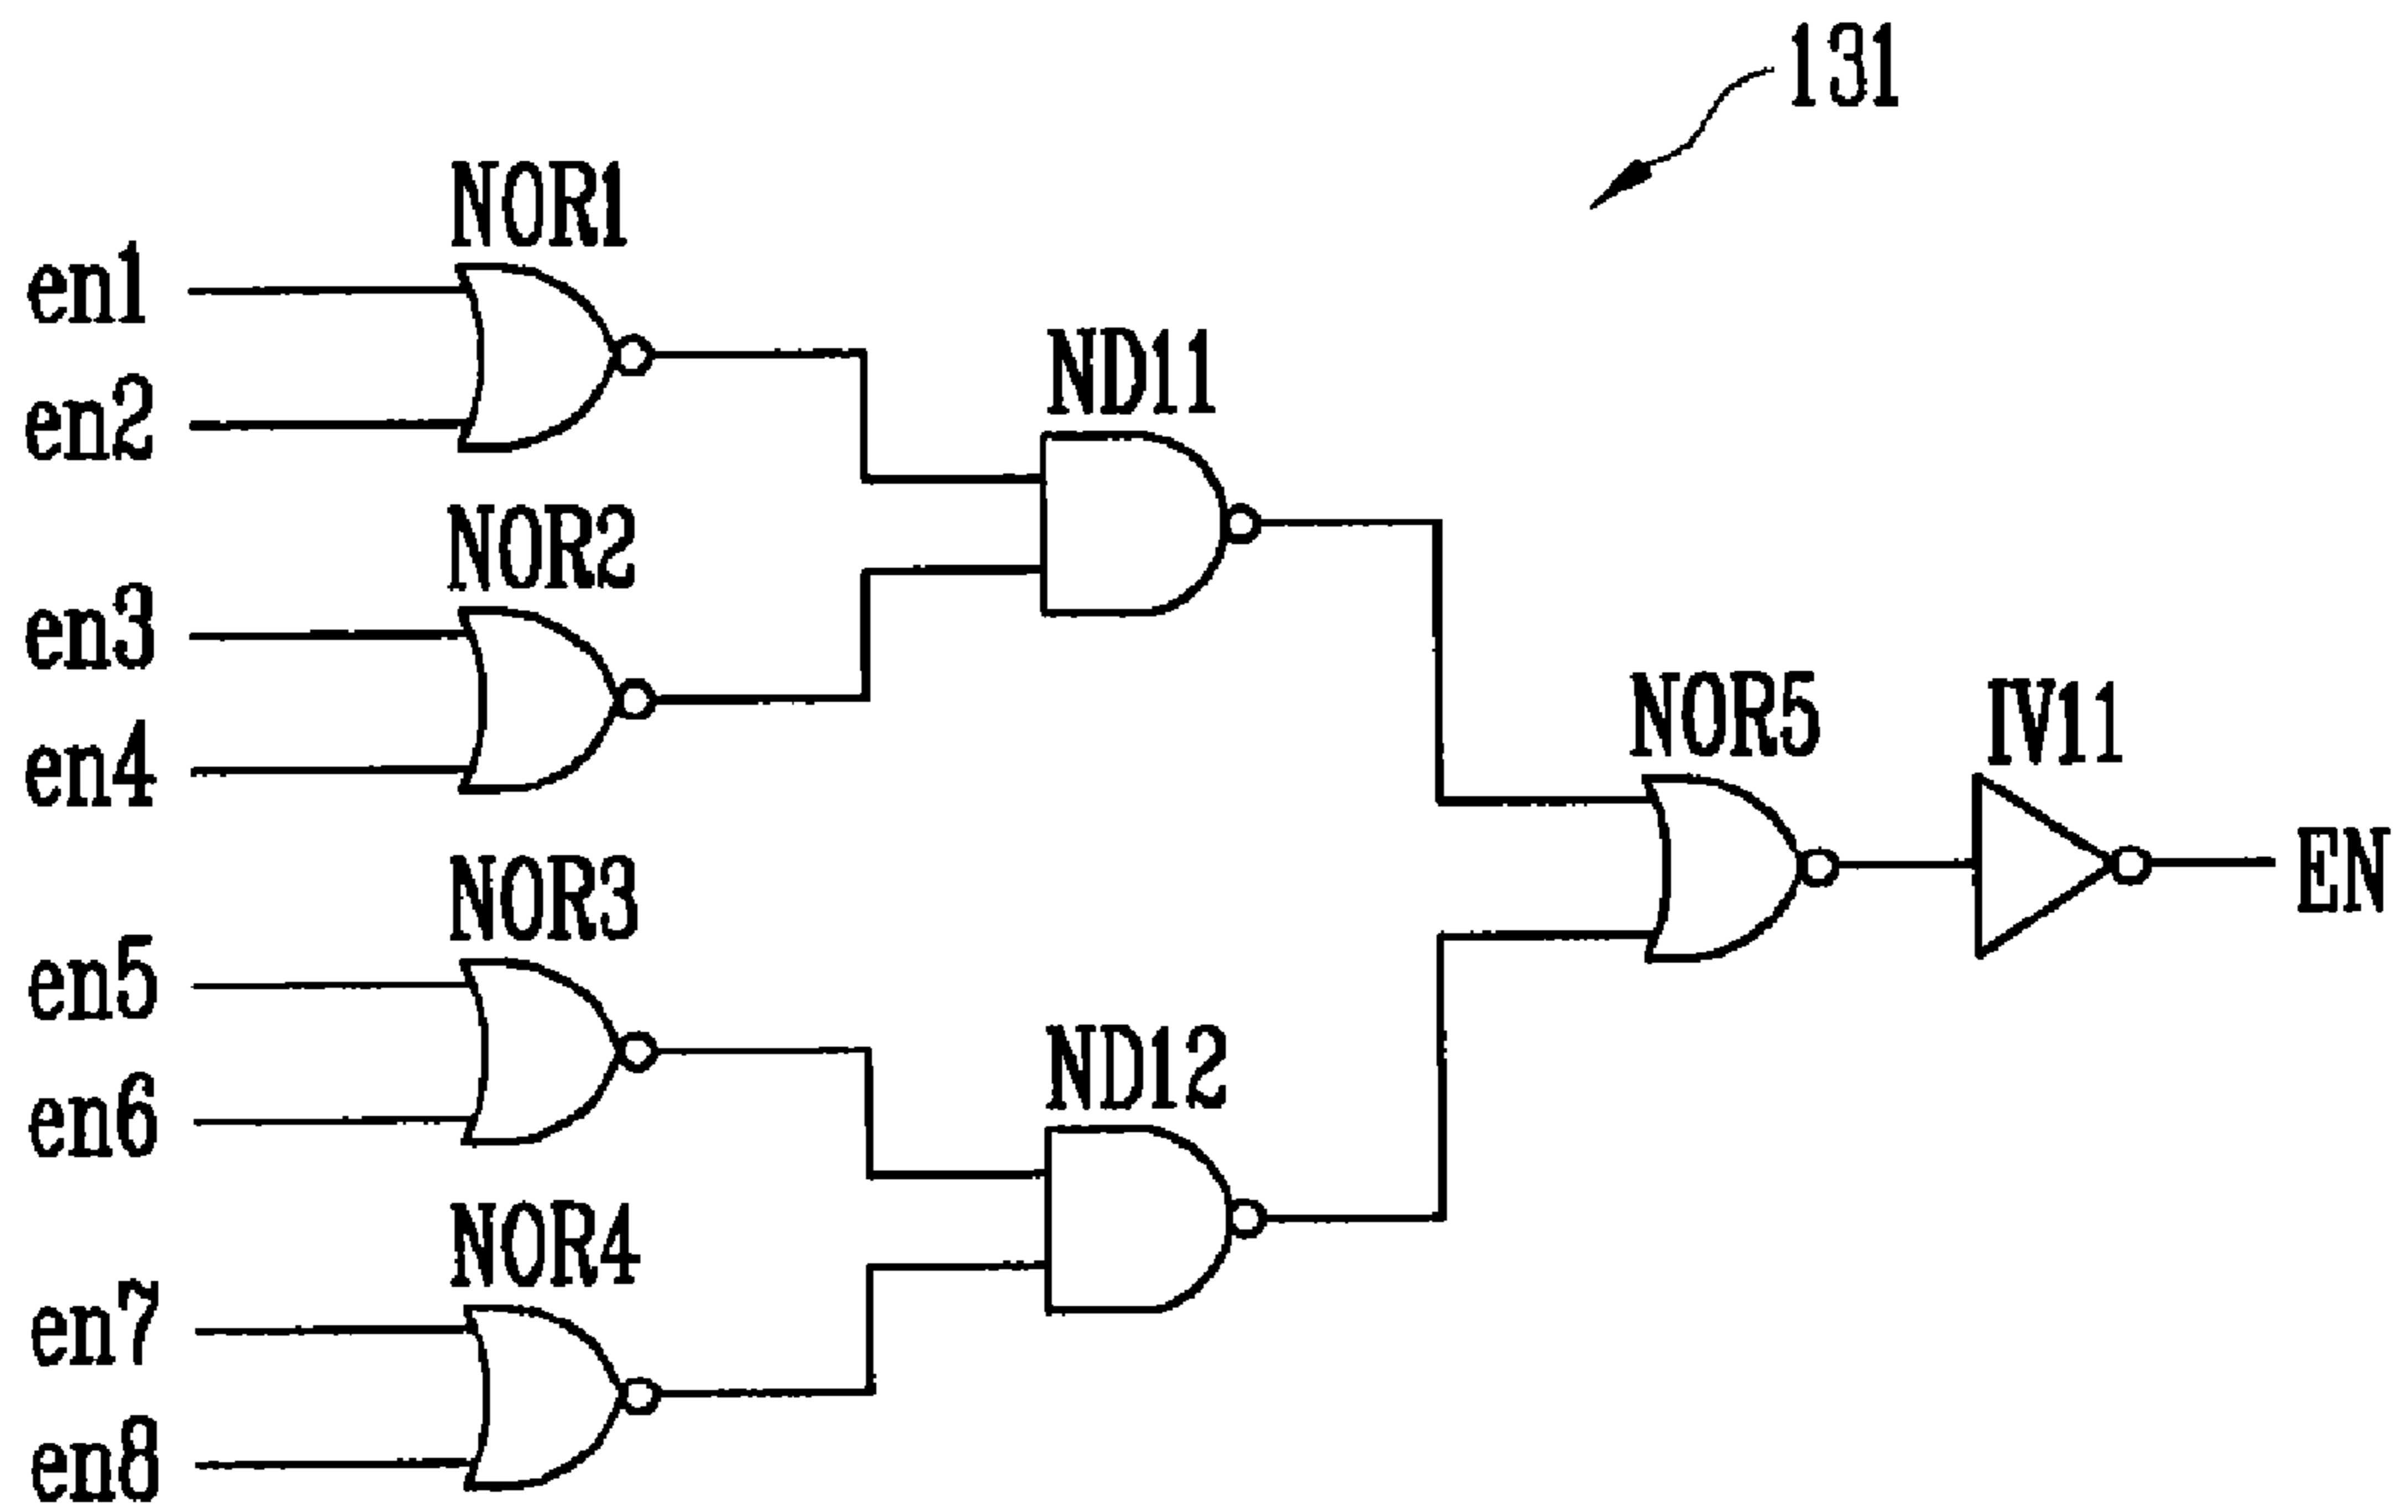 131
NOR1
en1
en2
ND11
NOR2
en3
en4
NOR5
IV11
EN
NOR3
en5
en6
ND12
NOR4
en7
en8